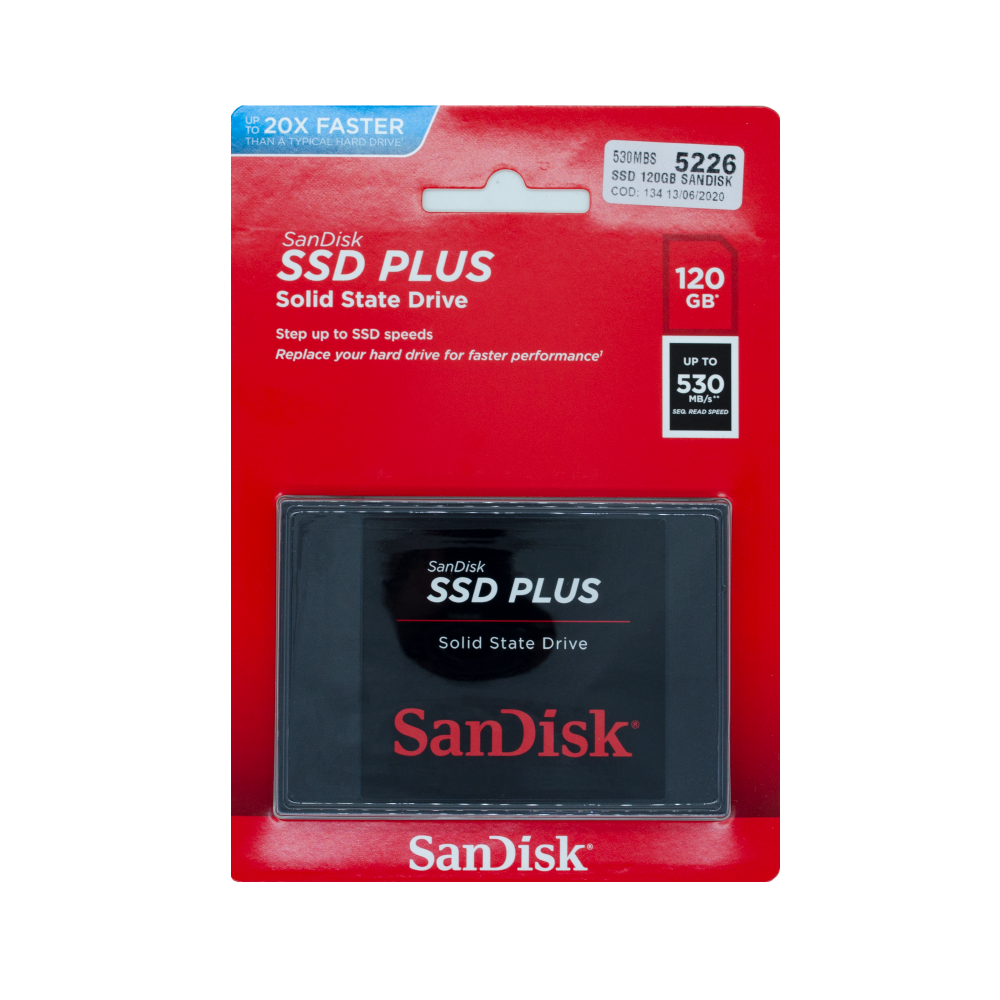 UP TO 20X FASTER
THAN A TYPICAL HARD DRIVE†
530MBS 5226
SSD 120GB SANDISK
COD: 134 13/06/2020
SanDisk
SSD PLUS
Solid State Drive
Step up to SSD speeds
Replace your hard drive for faster performance†
120
GB*
UP TO
530
MB/s**
SEQ. READ SPEED
SanDisk
SSD PLUS
Solid State Drive
SanDisk®
SanDisk®